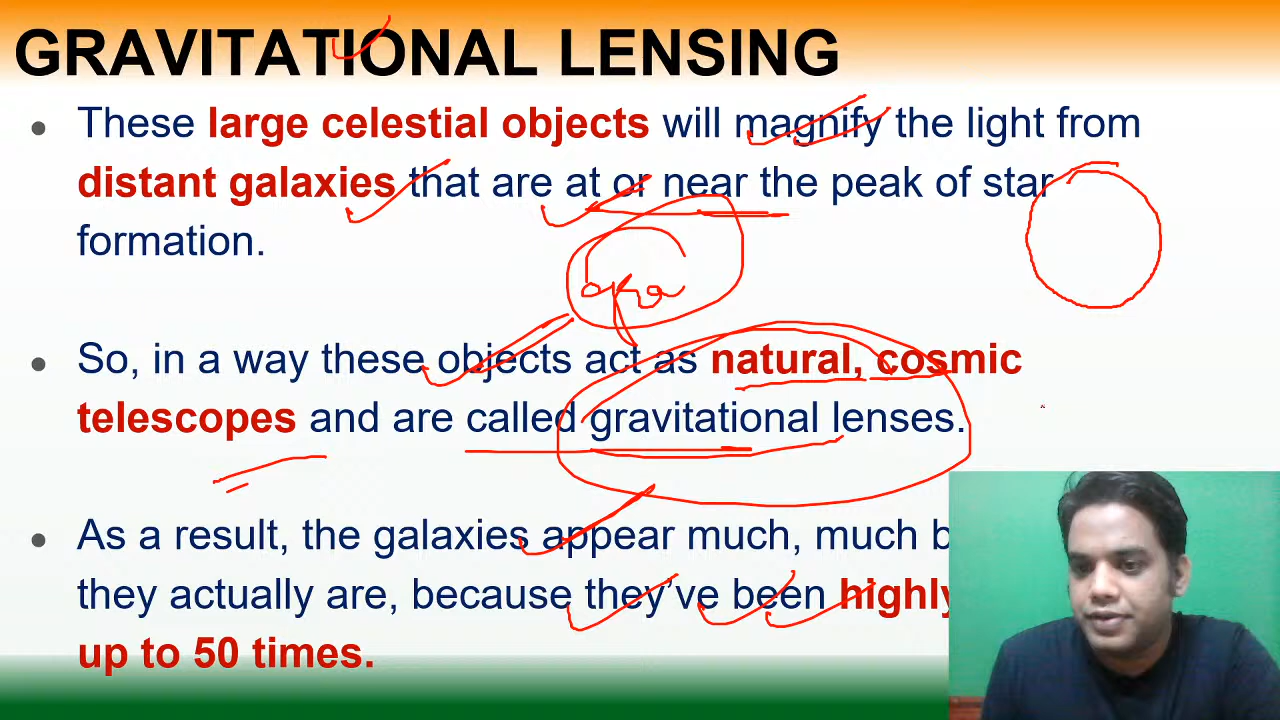 GRAVITATIONAL LENSING
These large celestial objects will magnify the light from
distant galaxies that are at or near the peak of star
formation.
So, in a way these objects act as natural, cosmic
telescopes and are called gravitational lenses.
As a result, the galaxies appear much, much
they actually are, because they've been highly
up to 50 times.